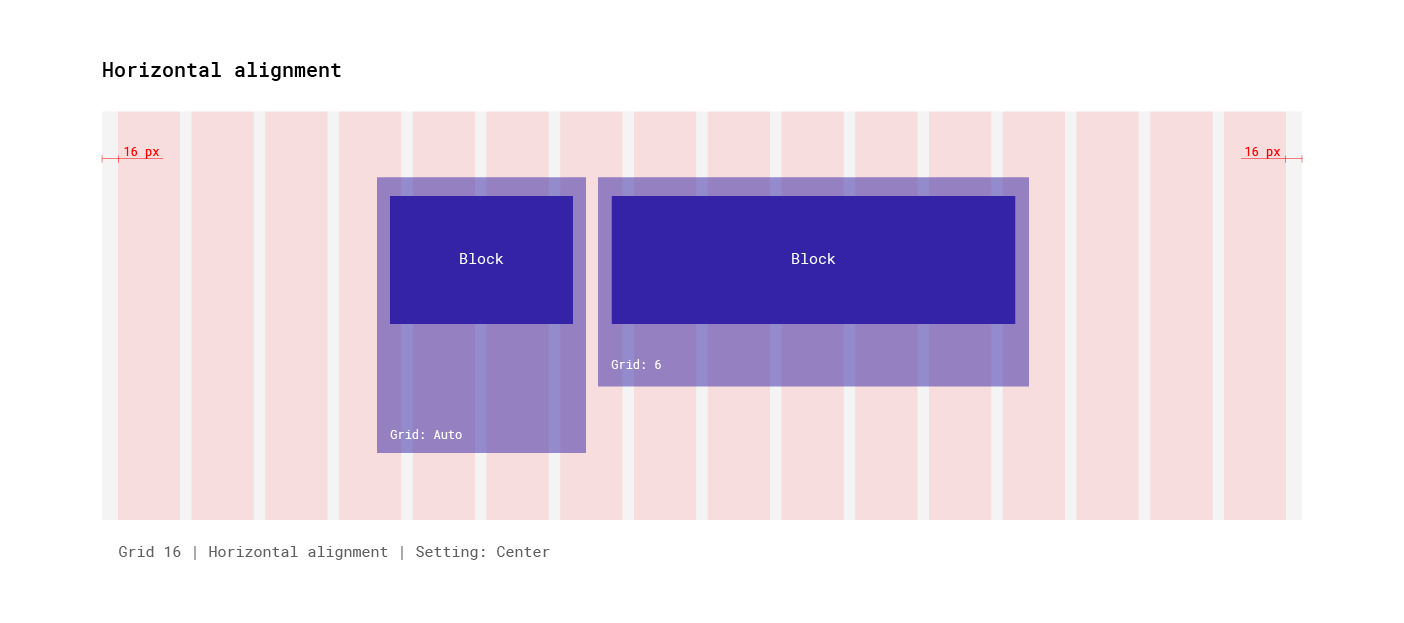 Horizontal alignment
16 px
16 px
Block
Block
Grid: 6
Grid: Auto
Grid 16 | Horizontal alignment | Setting: Center